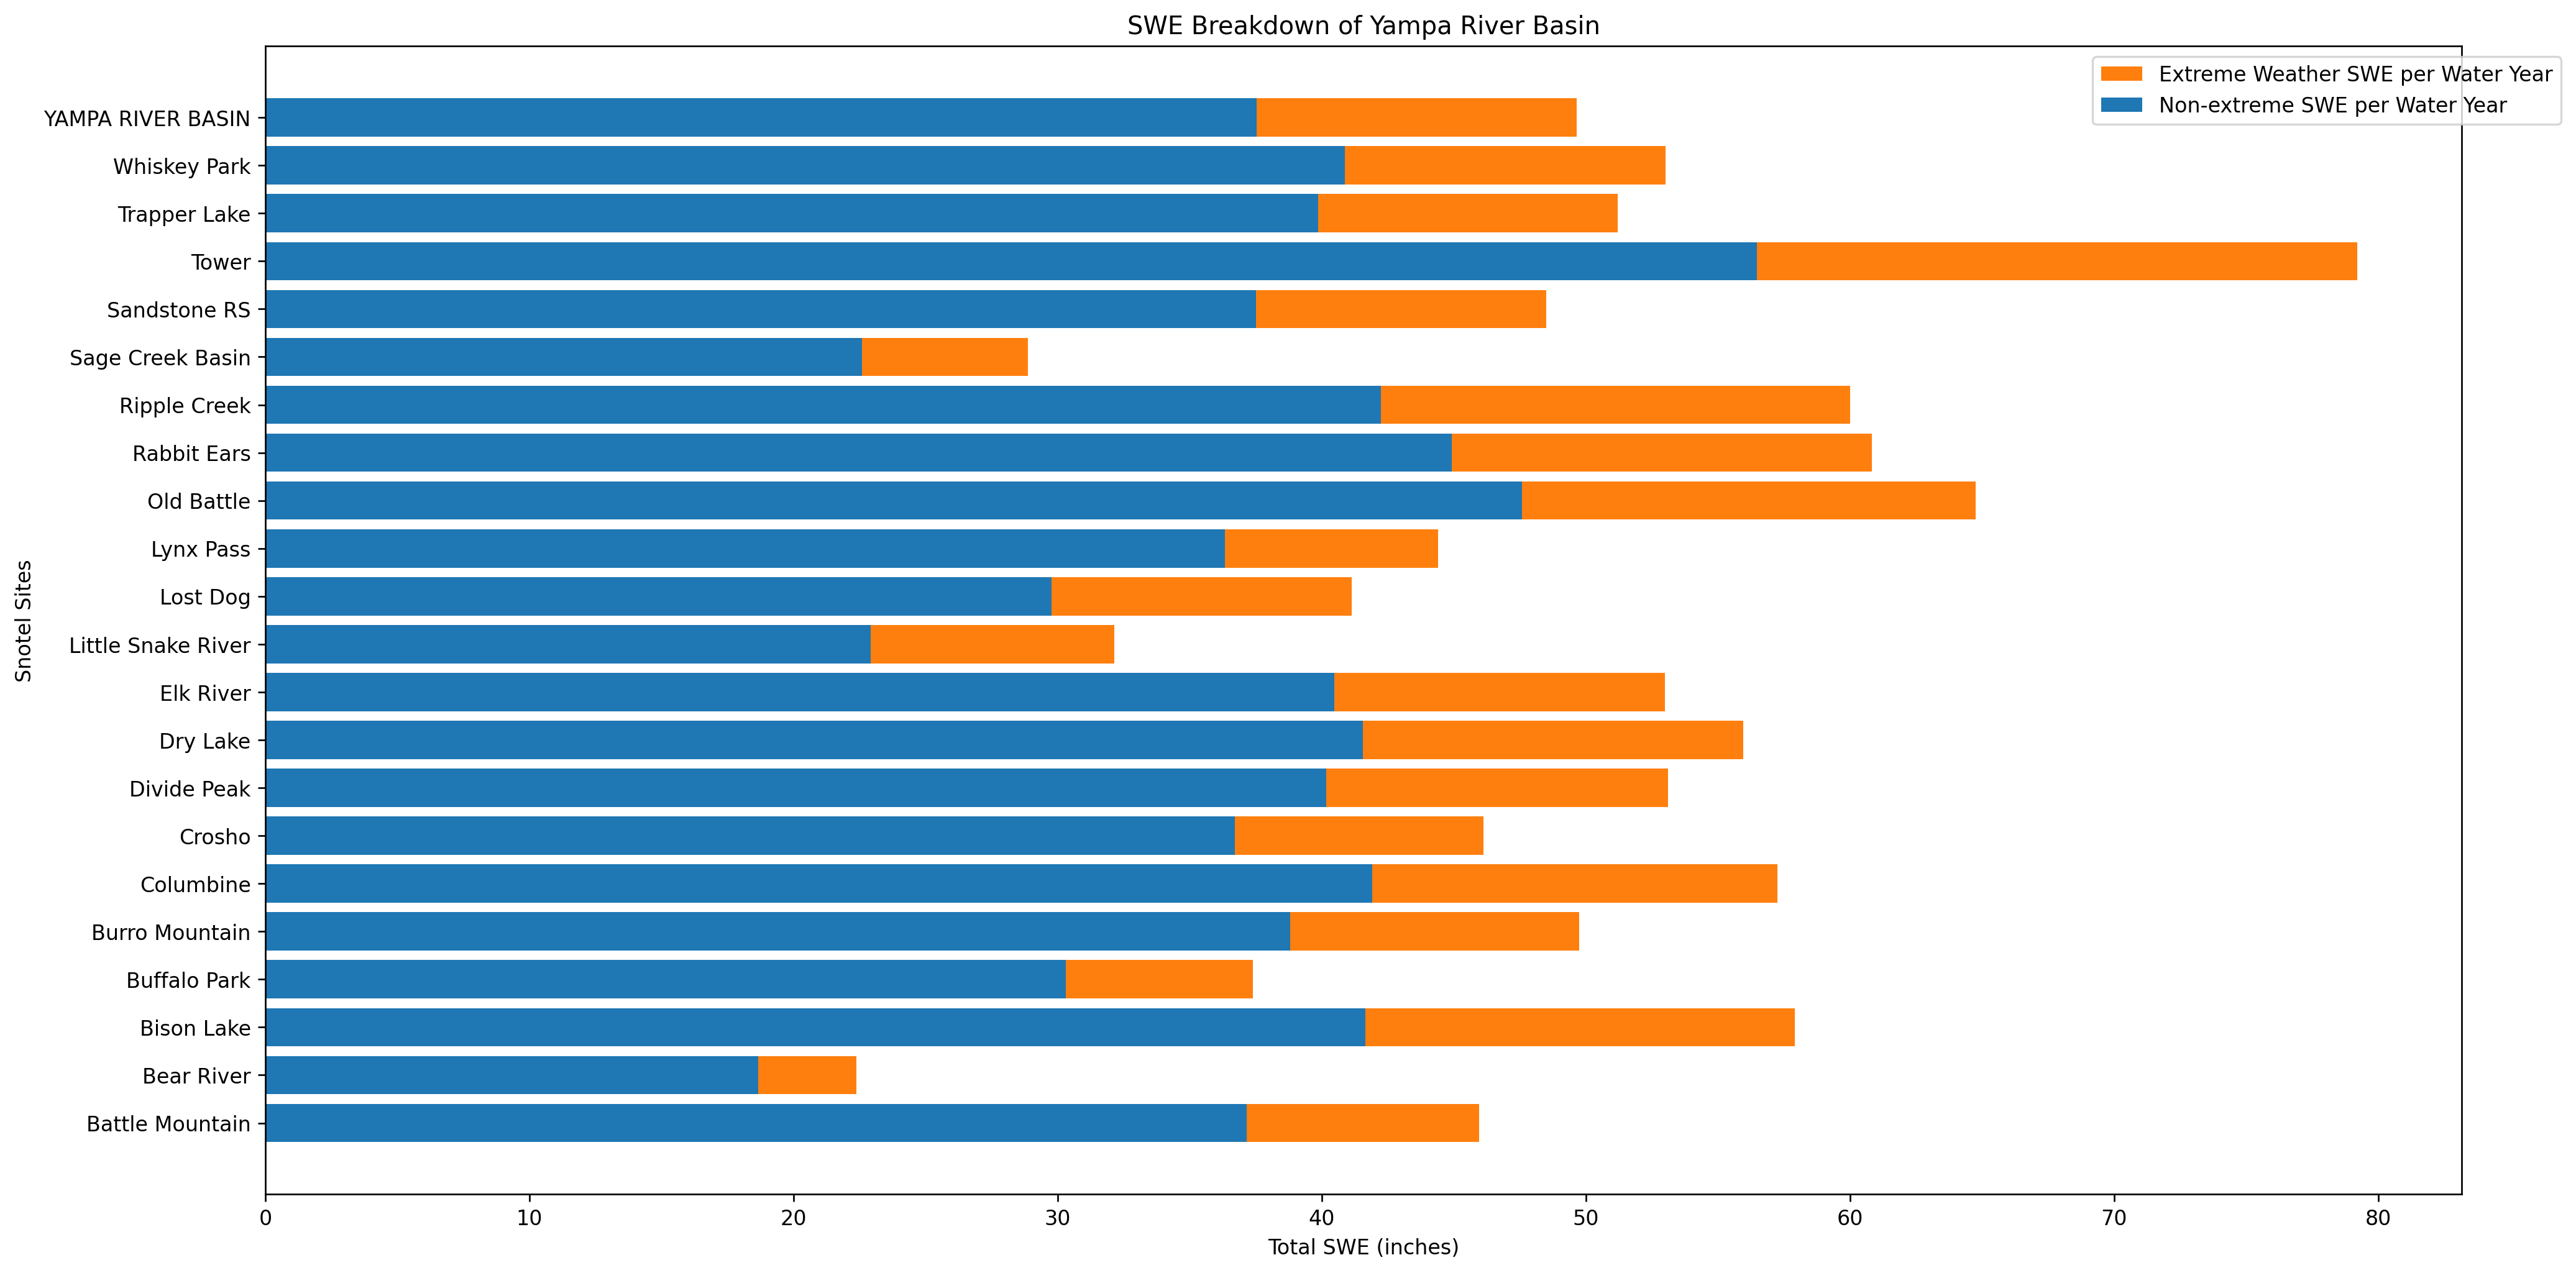 SWE Breakdown of Yampa River Basin
Extreme Weather SWE per Water Year
Non-extreme SWE per Water Year
Snotel Sites
YAMPA RIVER BASIN
Whiskey Park
Trapper Lake
Tower
Sandstone RS
Sage Creek Basin
Ripple Creek
Rabbit Ears
Old Battle
Lynx Pass
Lost Dog
Little Snake River
Elk River
Dry Lake
Divide Peak
Crosho
Columbine
Burro Mountain
Buffalo Park
Bison Lake
Bear River
Battle Mountain
0 10 20 30 40 50 60 70 80
Total SWE (inches)